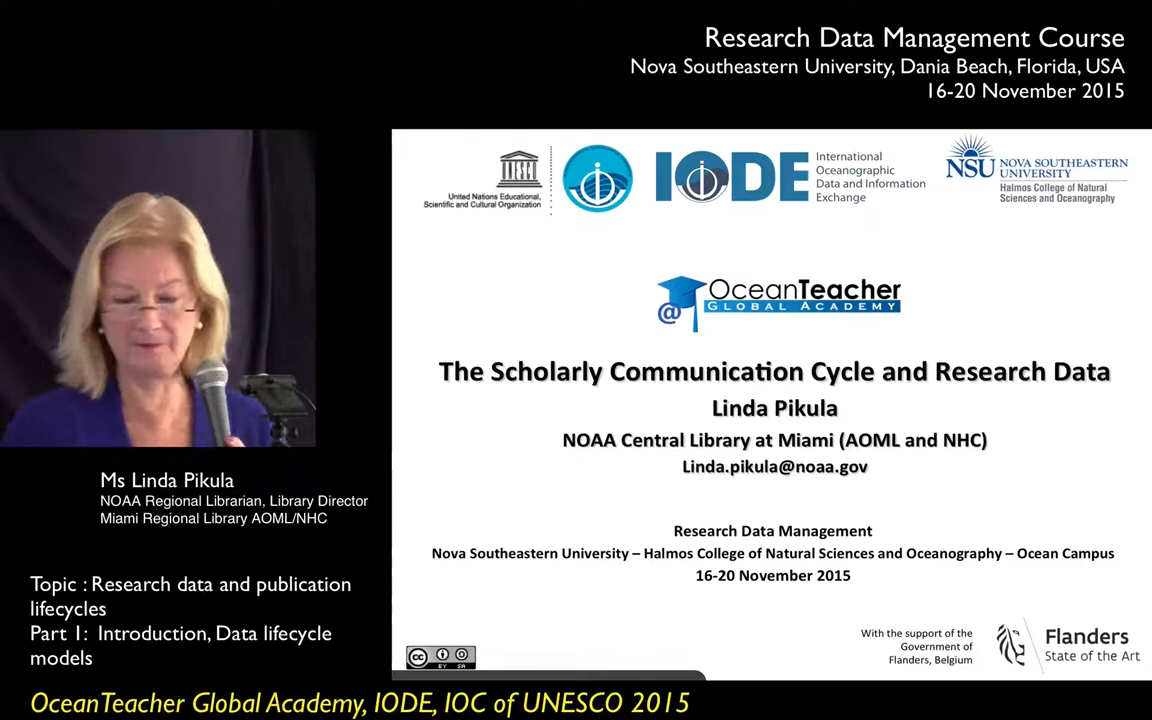 Research Data Management Course
Nova Southeastern University, Dania Beach, Florida, USA
16-20 November 2015
UNESCO
United Nations Educational,
Scientific and Cultural Organization
IODE
International
Oceanographic
Data and Information
Exchange
NSU
NOVA SOUTHEASTERN
UNIVERSITY
Halmos College of Natural
Sciences and Oceanography
@
OceanTeacher
GLOBAL ACADEMY
The Scholarly Communication Cycle and Research Data
Linda Pikula
NOAA Central Library at Miami (AOML and NHC)
Linda.pikula@noaa.gov
Research Data Management
Nova Southeastern University – Halmos College of Natural Sciences and Oceanography – Ocean Campus
16-20 November 2015
With the support of the
Government of
Flanders, Belgium
Flanders
State of the Art
cc
BY SA
Ms Linda Pikula
NOAA Regional Librarian, Library Director
Miami Regional Library AOML/NHC
Topic : Research data and publication
lifecycles
Part 1: Introduction, Data lifecycle
models
OceanTeacher Global Academy, IODE, IOC of UNESCO 2015